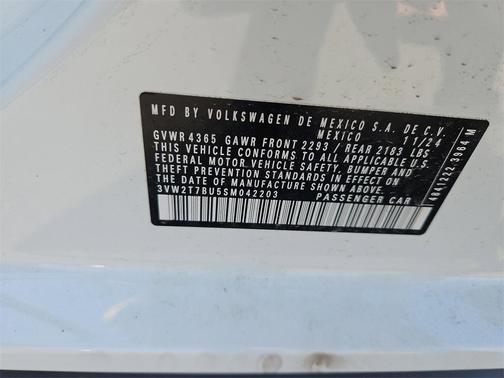 MFD BY VOLKSWAGEN DE MEXICO S.A. DE C.V.
MEXICO 11/24
GVWR 4365 GAWR FRONT 2293 / REAR 2183 LBS
THIS VEHICLE CONFORMS TO ALL APPLICABLE U.S.
FEDERAL MOTOR VEHICLE SAFETY, BUMPER AND
THEFT PREVENTION STANDARDS IN EFFECT ON THE
DATE OF MANUFACTURE SHOWN ABOVE.
3VW2T7BU5SM042203 PASSENGER CAR